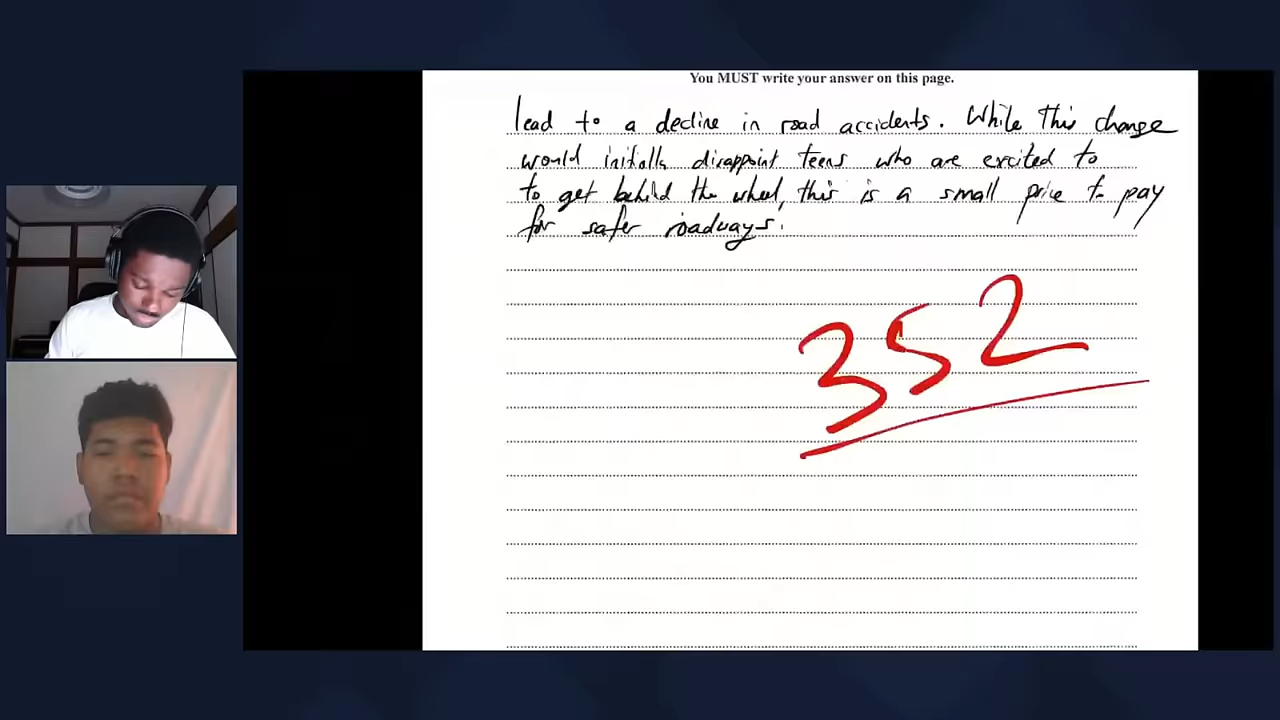 You MUST write your answer on this page.
lead to a decline in road accidents. While this change
would initally disappoint teens who are excited to
to get behild the wheel, this is a small price to pay
for safer roadways.
352